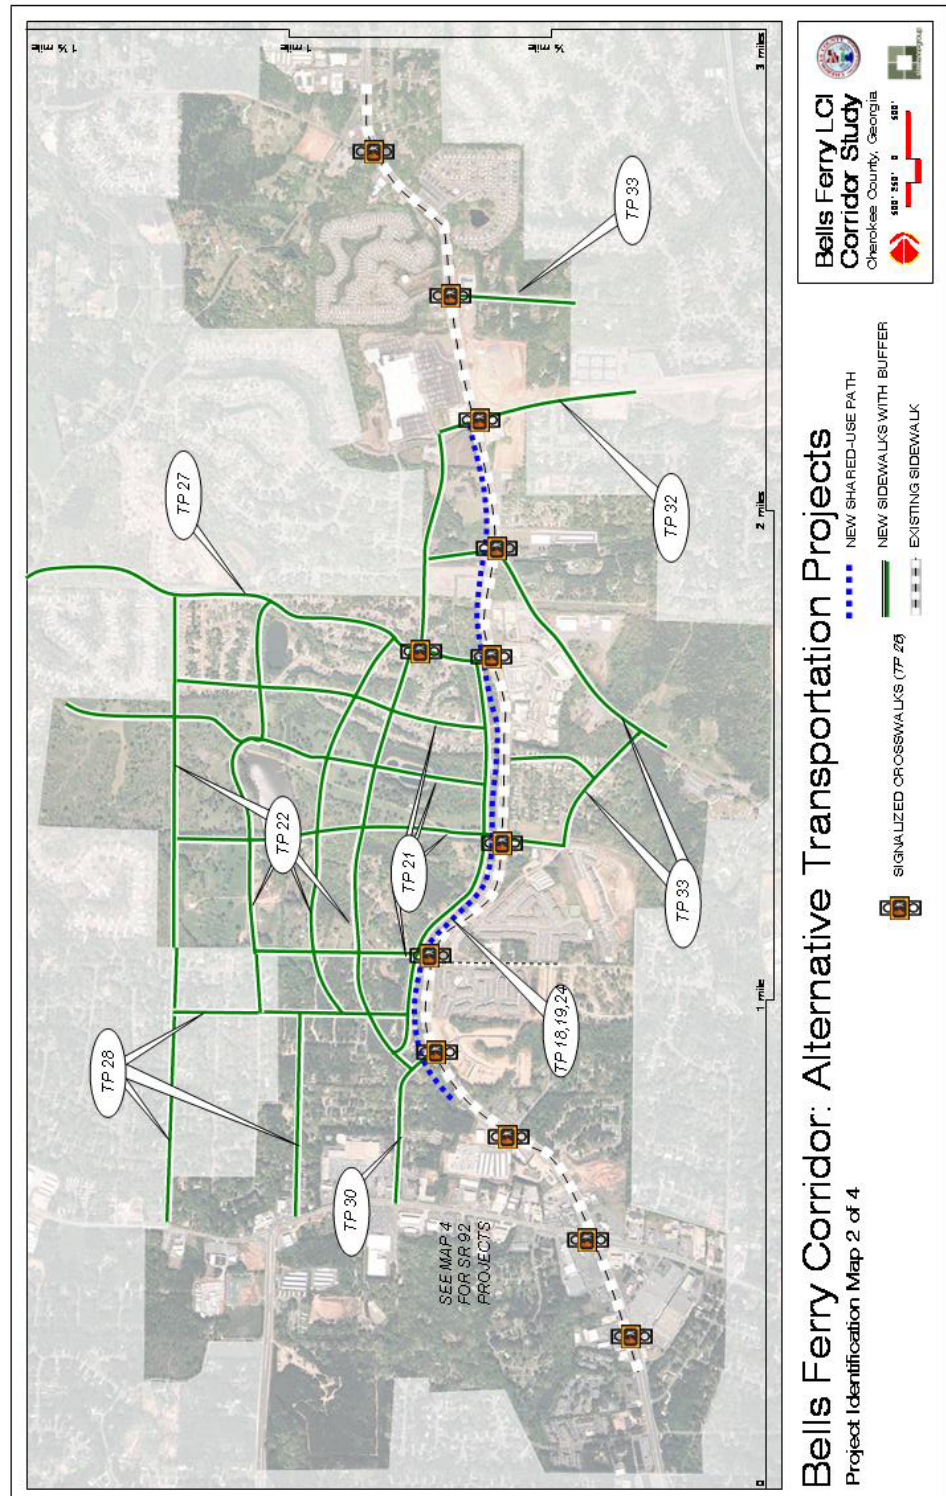 Bells Ferry Corridor: Alternative Transportation Projects
Project Identification Map 2 of 4
NEW SHARED-USE PATH
NEW SIDEWALKS WITH BUFFER
EXISTING SIDEWALK
SIGNALIZED CROSSWALKS (TP 26)
Bells Ferry LCI
Corridor Study
Cherokee County, Georgia
500' 250' 0 500'
TP 28
TP 30
TP 22
TP 21
TP 27
TP 18,19,24
TP 33
TP 32
TP 33
SEE MAP 4
FOR SR 92
PROJECTS
0
1 mile
2 miles
3 miles
½ mile
1 mile
1 ½ mile